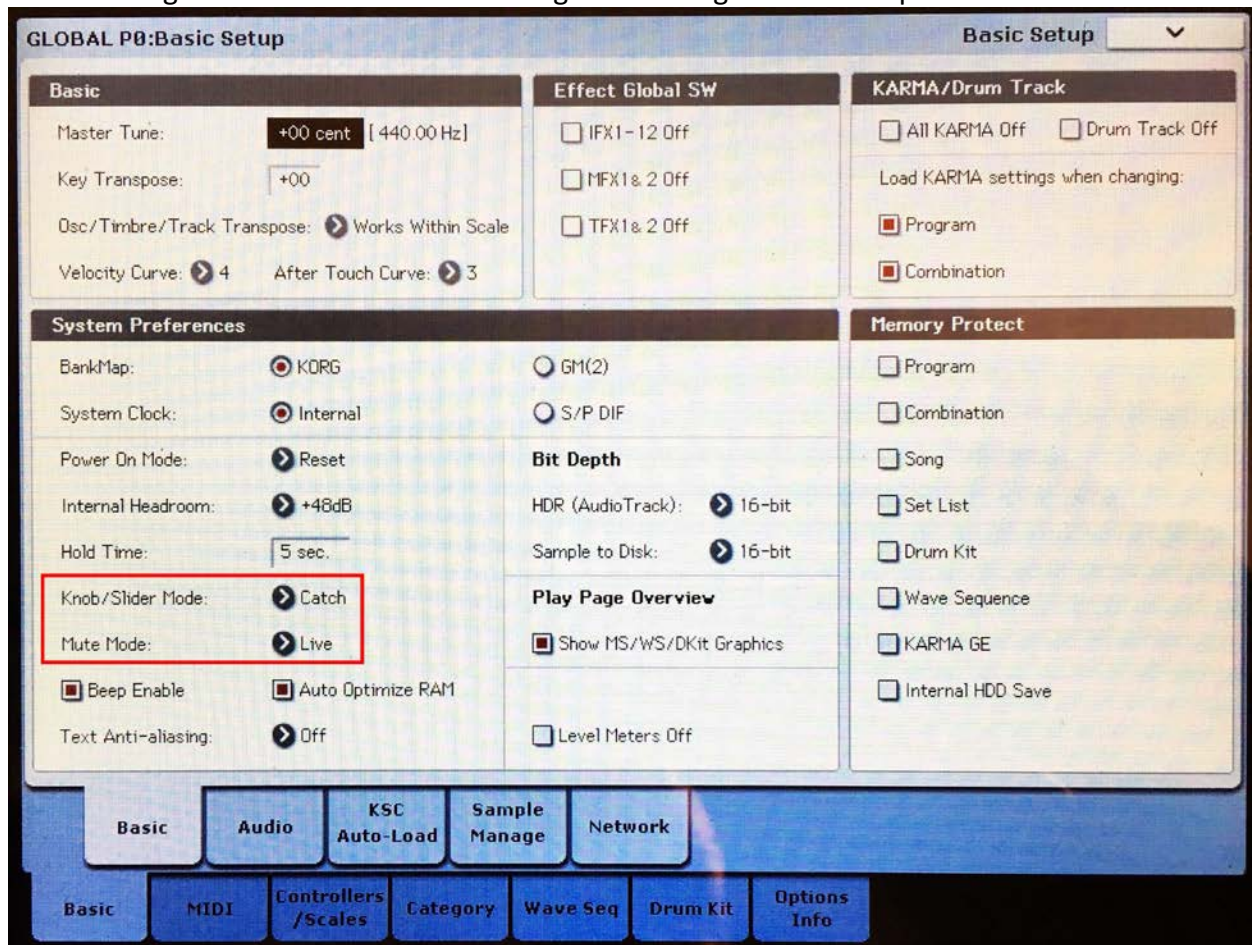 GLOBAL P0:Basic Setup
Basic Setup
Basic
Master Tune: +00 cent [ 440.00 Hz]
Key Transpose: +00
Osc/Timbre/Track Transpose: Works Within Scale
Velocity Curve: 4 After Touch Curve: 3
Effect Global SW
IFX1-12 Off
MFX1& 2 Off
TFX1& 2 Off
KARMA/Drum Track
All KARMA Off Drum Track Off
Load KARMA settings when changing:
Program
Combination
System Preferences
BankMap: KORG GM(2)
System Clock: Internal S/P DIF
Power On Mode: Reset
Internal Headroom: +48dB
Hold Time: 5 sec.
Knob/Slider Mode: Catch
Mute Mode: Live
Beep Enable Auto Optimize RAM
Text Anti-aliasing: Off
Bit Depth
HDR (AudioTrack): 16-bit
Sample to Disk: 16-bit
Play Page Overview
Show MS/WS/DKit Graphics
Level Meters Off
Memory Protect
Program
Combination
Song
Set List
Drum Kit
Wave Sequence
KARMA GE
Internal HDD Save
Basic Audio KSC Auto-Load Sample Manage Network
Basic MIDI Controllers /Scales Category Wave Seq Drum Kit Options Info